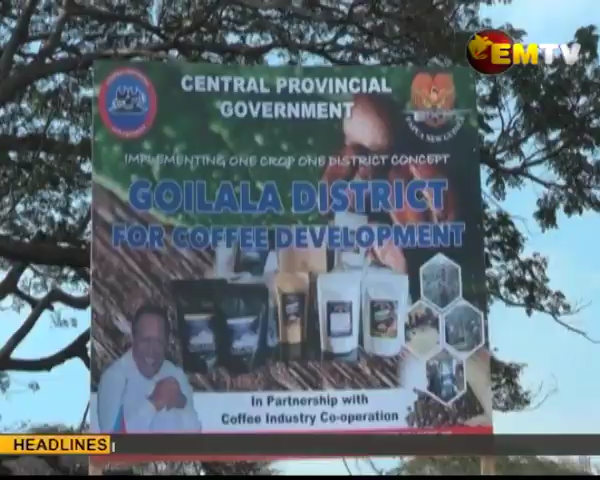 EMTV
CENTRAL PROVINCIAL
GOVERNMENT
IMPLEMENTING ONE CROP ONE DISTRICT CONCEPT
GOILALA DISTRICT
FOR COFFEE DEVELOPMENT
In Partnership with
Coffee Industry Co-operation
HEADLINES